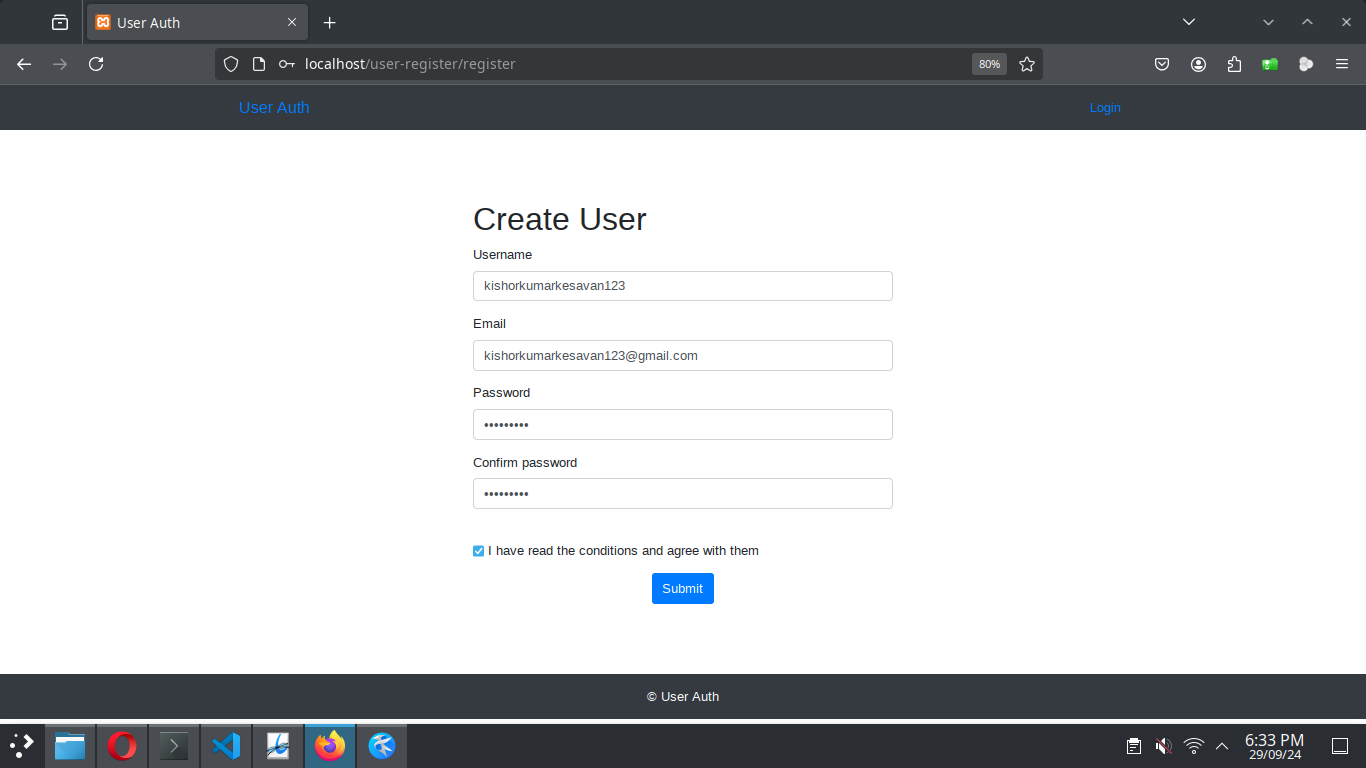 User Auth
localhost/user-register/register
80%
User Auth
Login
Create User
Username
kishorkumarkesavan123
Email
kishorkumarkesavan123@gmail.com
Password
•••••••••
Confirm password
•••••••••
I have read the conditions and agree with them
Submit
© User Auth
6:33 PM
29/09/24